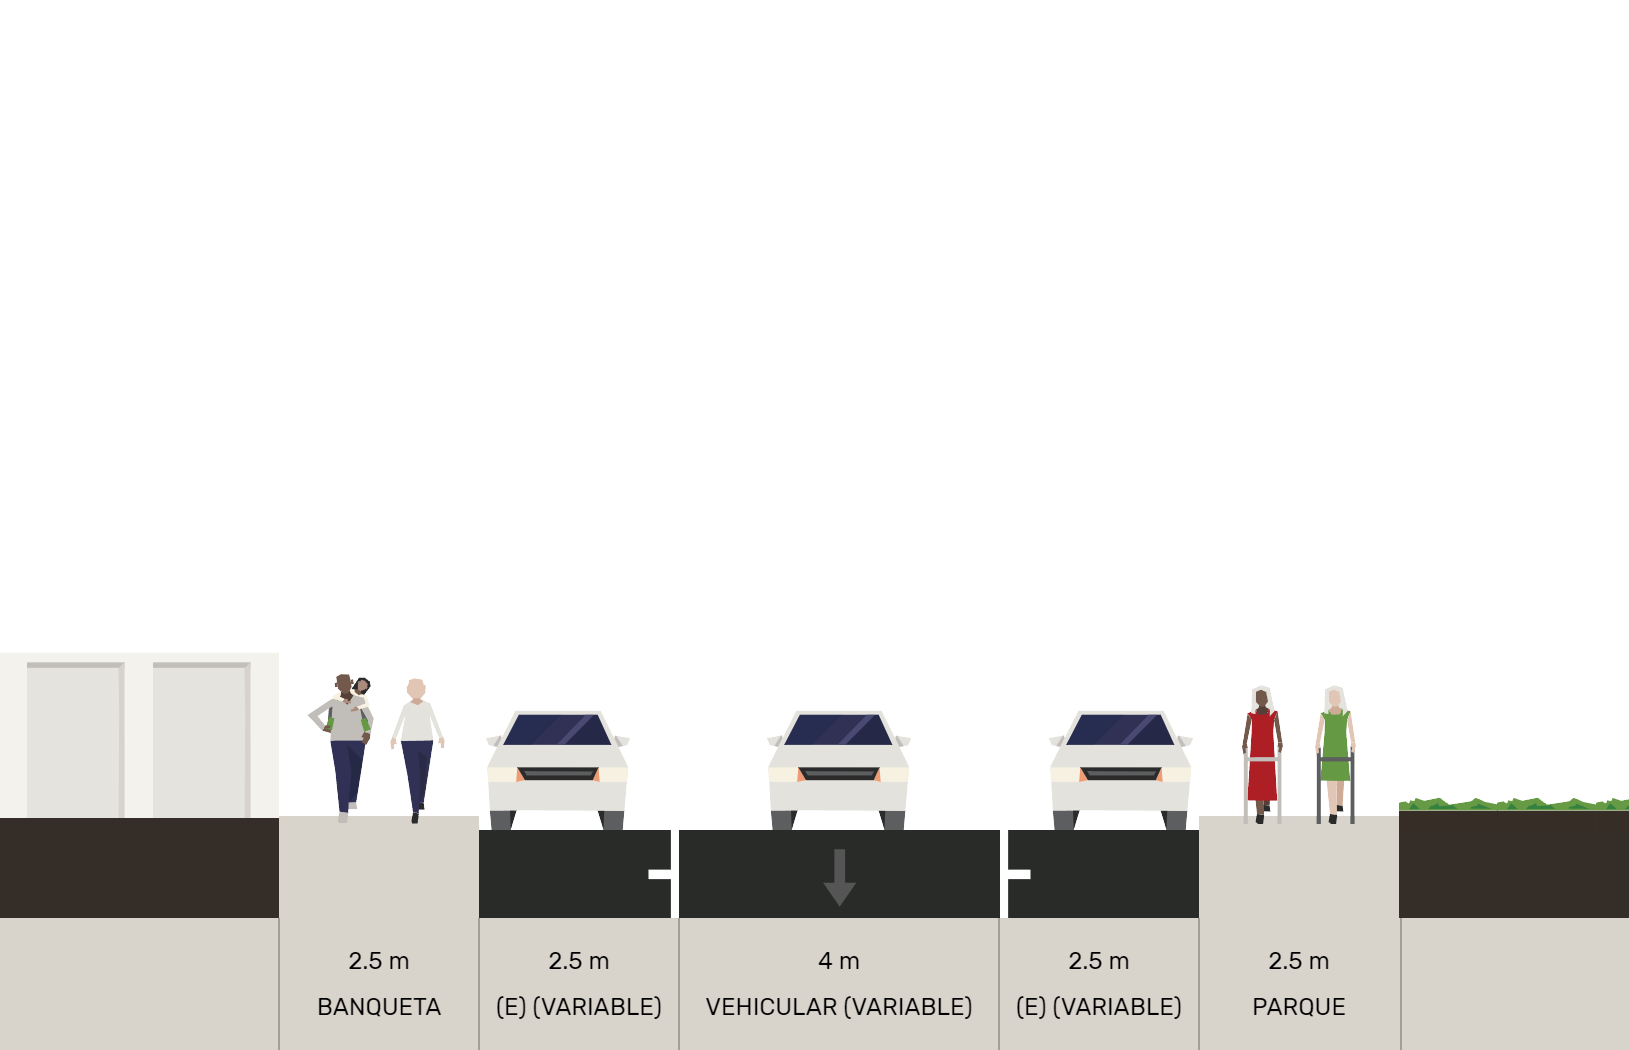 2.5 m
BANQUETA
2.5 m
(E) (VARIABLE)
4 m
VEHICULAR (VARIABLE)
2.5 m
(E) (VARIABLE)
2.5 m
PARQUE